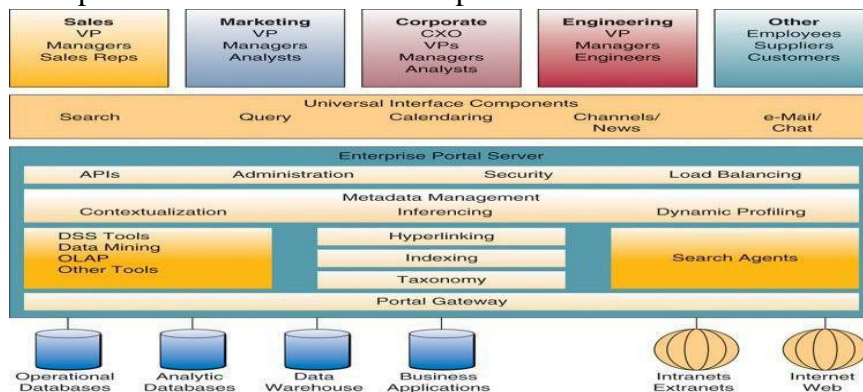 Sales
VP
Managers
Sales Reps
Marketing
VP
Managers
Analysts
Corporate
CXO
VPs
Managers
Analysts
Engineering
VP
Managers
Engineers
Other
Employees
Suppliers
Customers
Universal Interface Components
Search
Query
Calendaring
Channels/
News
e-Mail/
Chat
Enterprise Portal Server
APIs
Administration
Security
Load Balancing
Metadata Management
Contextualization
Inferencing
Dynamic Profiling
DSS Tools
Data Mining
OLAP
Other Tools
Hyperlinking
Indexing
Taxonomy
Search Agents
Portal Gateway
Operational
Databases
Analytic
Databases
Data
Warehouse
Business
Applications
Intranets
Extranets
Internet
Web